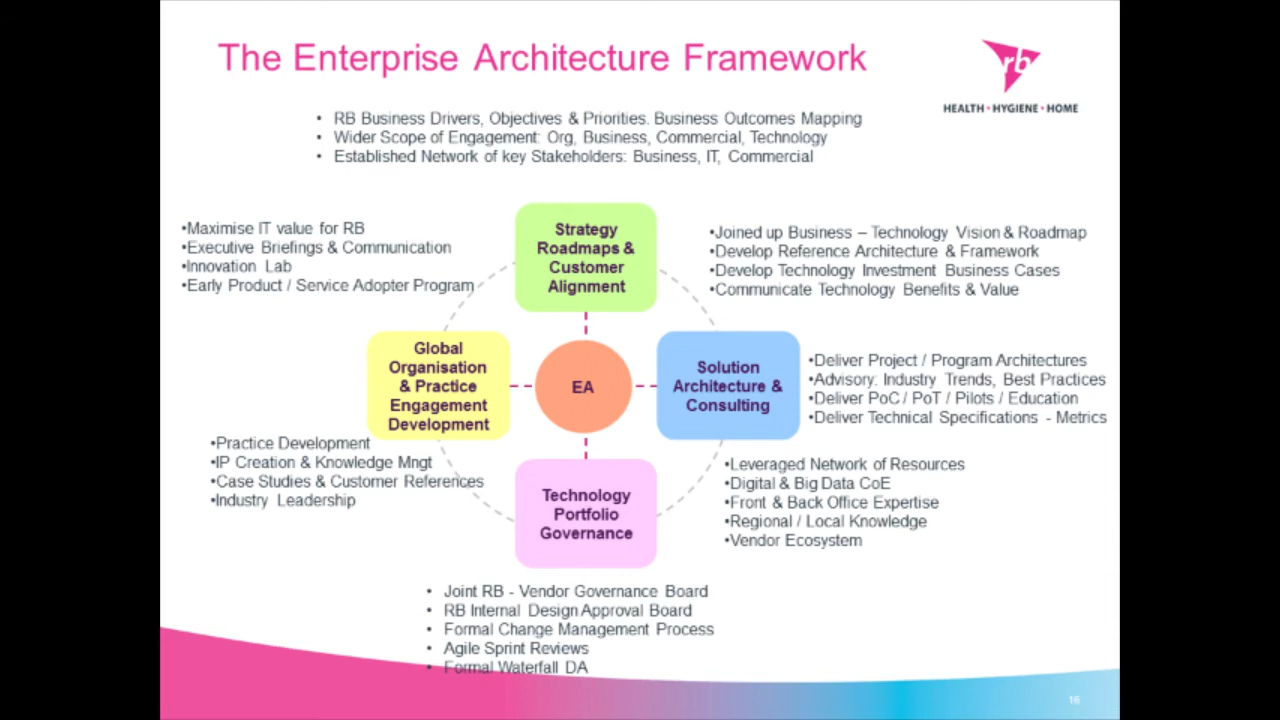 The Enterprise Architecture Framework
rb
HEALTH • HYGIENE • HOME
• RB Business Drivers, Objectives & Priorities. Business Outcomes Mapping
• Wider Scope of Engagement: Org, Business, Commercial, Technology
• Established Network of key Stakeholders: Business, IT, Commercial
•Maximise IT value for RB
•Executive Briefings & Communication
•Innovation Lab
•Early Product / Service Adopter Program
Strategy
Roadmaps &
Customer
Alignment
•Joined up Business – Technology Vision & Roadmap
•Develop Reference Architecture & Framework
•Develop Technology Investment Business Cases
•Communicate Technology Benefits & Value
Global
Organisation
& Practice
Engagement
Development
EA
Solution
Architecture &
Consulting
•Deliver Project / Program Architectures
•Advisory: Industry Trends, Best Practices
•Deliver PoC / PoT / Pilots / Education
•Deliver Technical Specifications - Metrics
•Practice Development
•IP Creation & Knowledge Mngt
•Case Studies & Customer References
•Industry Leadership
Technology
Portfolio
Governance
•Leveraged Network of Resources
•Digital & Big Data CoE
•Front & Back Office Expertise
•Regional / Local Knowledge
•Vendor Ecosystem
• Joint RB - Vendor Governance Board
• RB Internal Design Approval Board
• Formal Change Management Process
• Agile Sprint Reviews
• Formal Waterfall DA
16